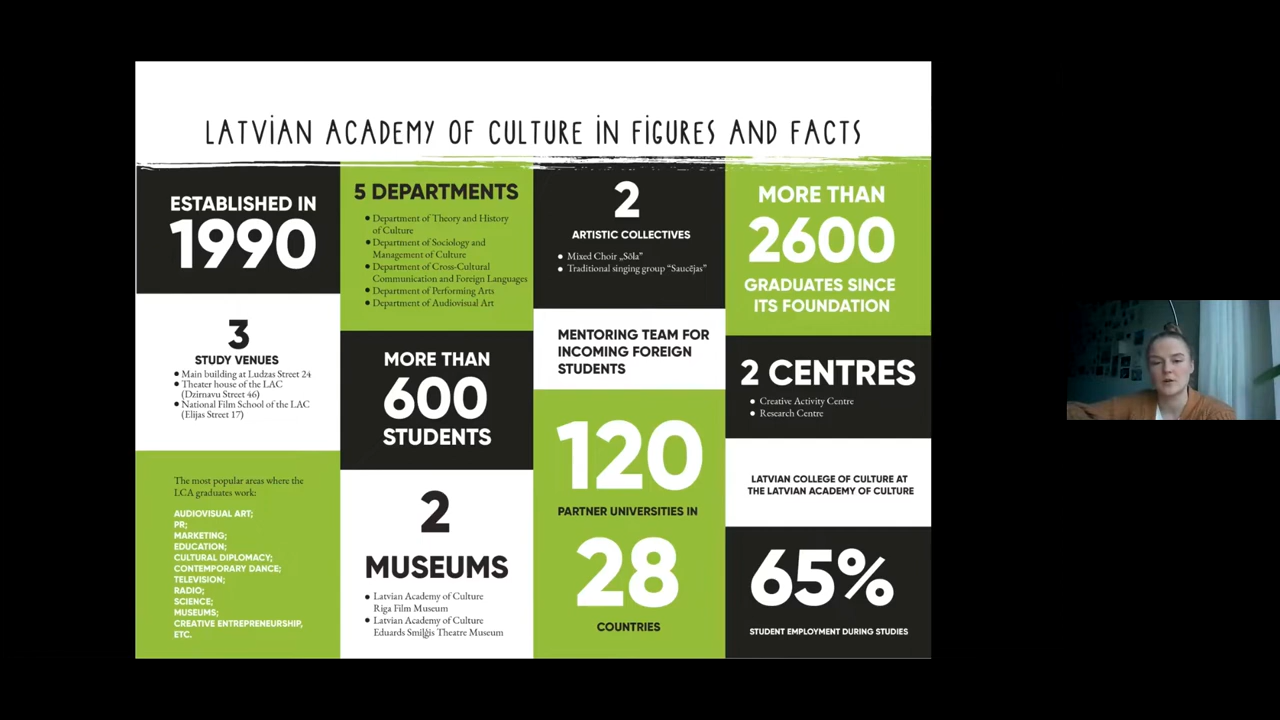 LATVIAN ACADEMY OF CULTURE IN FIGURES AND FACTS
ESTABLISHED IN
1990
3
STUDY VENUES
• Main building at Ludzas Street 24
• Theater house of the LAC
(Dzirnavu Street 46)
• National Film School of the LAC
(Elijas Street 17)
The most popular areas where the
LCA graduates work:
AUDIOVISUAL ART;
PR;
MARKETING;
EDUCATION;
CULTURAL DIPLOMACY;
CONTEMPORARY DANCE;
TELEVISION;
RADIO;
SCIENCE;
MUSEUMS;
CREATIVE ENTREPRENEURSHIP,
ETC.
5 DEPARTMENTS
• Department of Theory and History
of Culture
• Department of Sociology and
Management of Culture
• Department of Cross-Cultural
Communication and Foreign Languages
• Department of Performing Arts
• Department of Audiovisual Art
MORE THAN
600
STUDENTS
2
MUSEUMS
• Latvian Academy of Culture
Riga Film Museum
• Latvian Academy of Culture
Eduards Smiļģis Theatre Museum
2
ARTISTIC COLLECTIVES
• Mixed Choir „Sōla”
• Traditional singing group “Saucējas”
MENTORING TEAM FOR
INCOMING FOREIGN
STUDENTS
120
PARTNER UNIVERSITIES IN
28
COUNTRIES
MORE THAN
2600
GRADUATES SINCE
ITS FOUNDATION
2 CENTRES
• Creative Activity Centre
• Research Centre
LATVIAN COLLEGE OF CULTURE AT
THE LATVIAN ACADEMY OF CULTURE
65%
STUDENT EMPLOYMENT DURING STUDIES